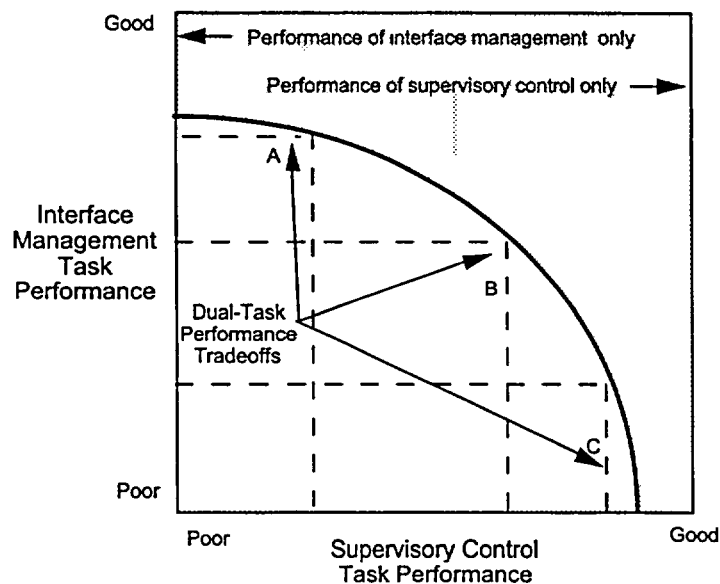 Good
Performance of interface management only
Performance of supervisory control only
A
Interface
Management
Task
Performance
B
Dual-Task
Performance
Tradeoffs
C
Poor
Poor
Good
Supervisory Control
Task Performance